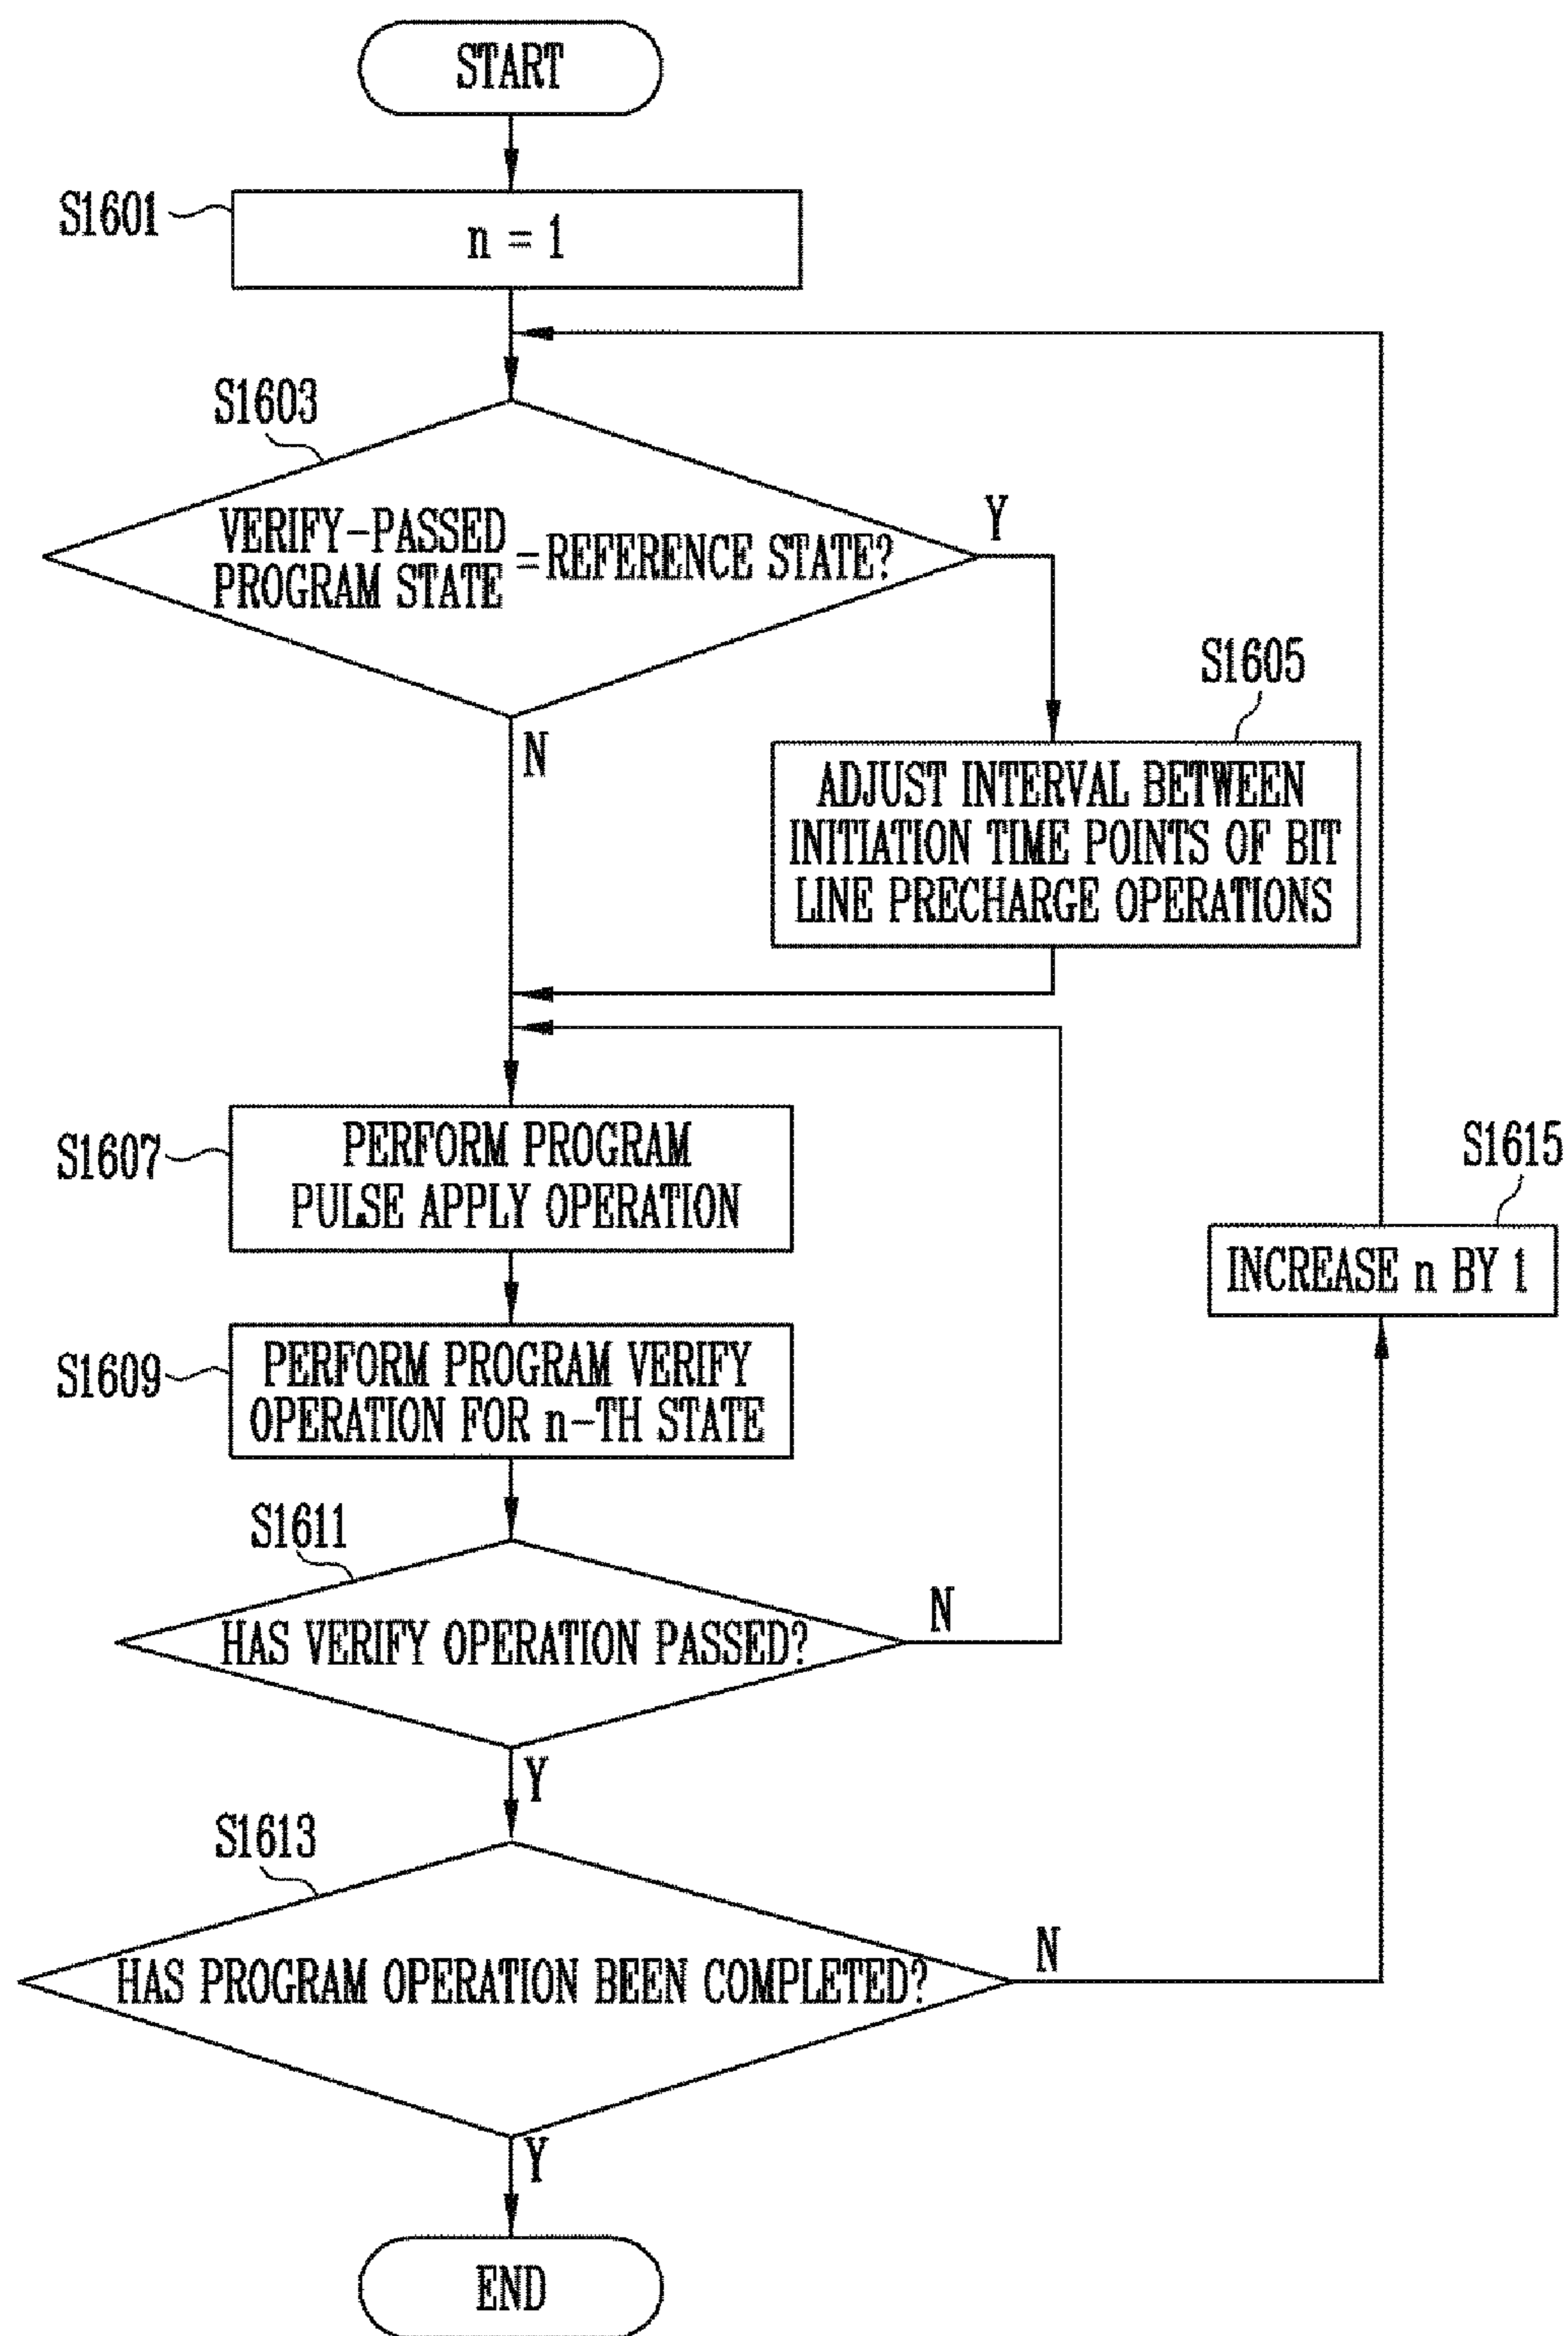 START
S1601
n = 1
S1603
VERIFY-PASSED
PROGRAM STATE
= REFERENCE STATE?
Y
N
S1605
ADJUST INTERVAL BETWEEN
INITIATION TIME POINTS OF BIT
LINE PRECHARGE OPERATIONS
S1607
PERFORM PROGRAM
PULSE APPLY OPERATION
S1615
INCREASE n BY 1
S1609
PERFORM PROGRAM VERIFY
OPERATION FOR n-TH STATE
S1611
HAS VERIFY OPERATION PASSED?
N
Y
S1613
HAS PROGRAM OPERATION BEEN COMPLETED?
N
Y
END